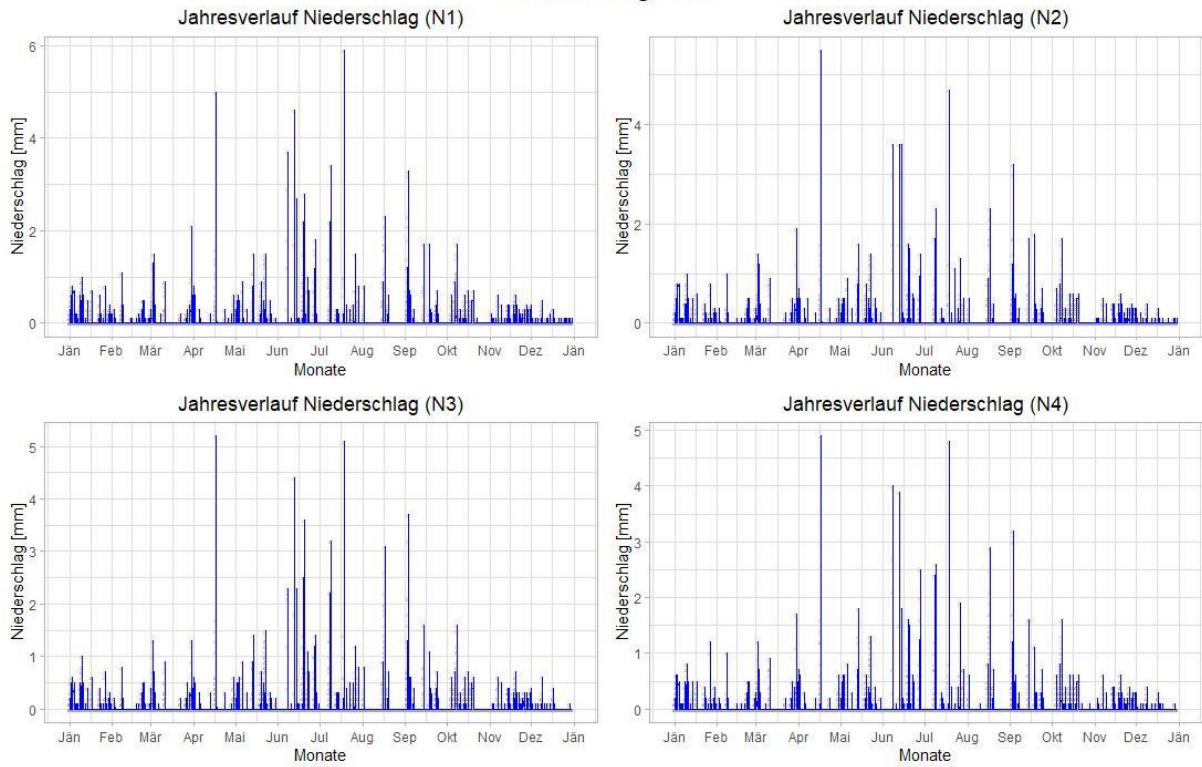 Jahresverlauf Niederschlag (N1)
Niederschlag [mm]
6
4
2
0
Jän Feb Mär Apr Mai Jun Jul Aug Sep Okt Nov Dez Jän
Monate
Jahresverlauf Niederschlag (N2)
Niederschlag [mm]
4
2
0
Jän Feb Mär Apr Mai Jun Jul Aug Sep Okt Nov Dez Jän
Monate
Jahresverlauf Niederschlag (N3)
Niederschlag [mm]
5
4
3
2
1
0
Jän Feb Mär Apr Mai Jun Jul Aug Sep Okt Nov Dez Jän
Monate
Jahresverlauf Niederschlag (N4)
Niederschlag [mm]
5
4
3
2
1
0
Jän Feb Mär Apr Mai Jun Jul Aug Sep Okt Nov Dez Jän
Monate